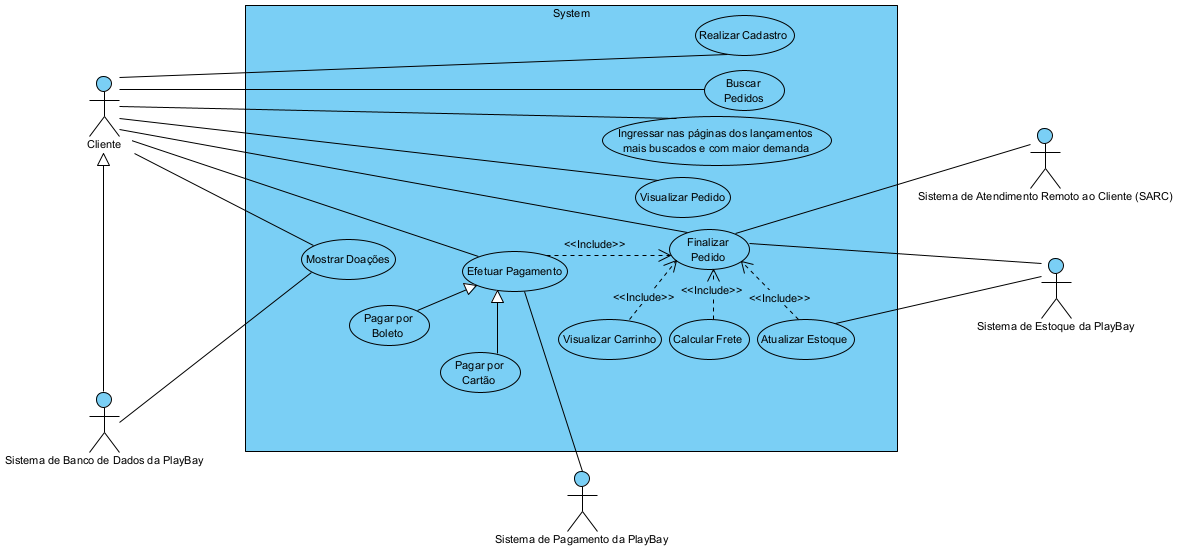 System
Realizar Cadastro
Buscar
Pedidos
Cliente
Ingressar nas páginas dos lançamentos
mais buscados e com maior demanda
Visualizar Pedido
Sistema de Atendimento Remoto ao Cliente (SARC)
Finalizar
Pedido
<<Include>>
Mostrar Doações
Efetuar Pagamento
<<Include>>
<<Include>>
<<Include>>
Pagar por
Boleto
Sistema de Estoque da PlayBay
Visualizar Carrinho
Calcular Frete
Atualizar Estoque
Pagar por
Cartão
Sistema de Banco de Dados da PlayBay
Sistema de Pagamento da PlayBay